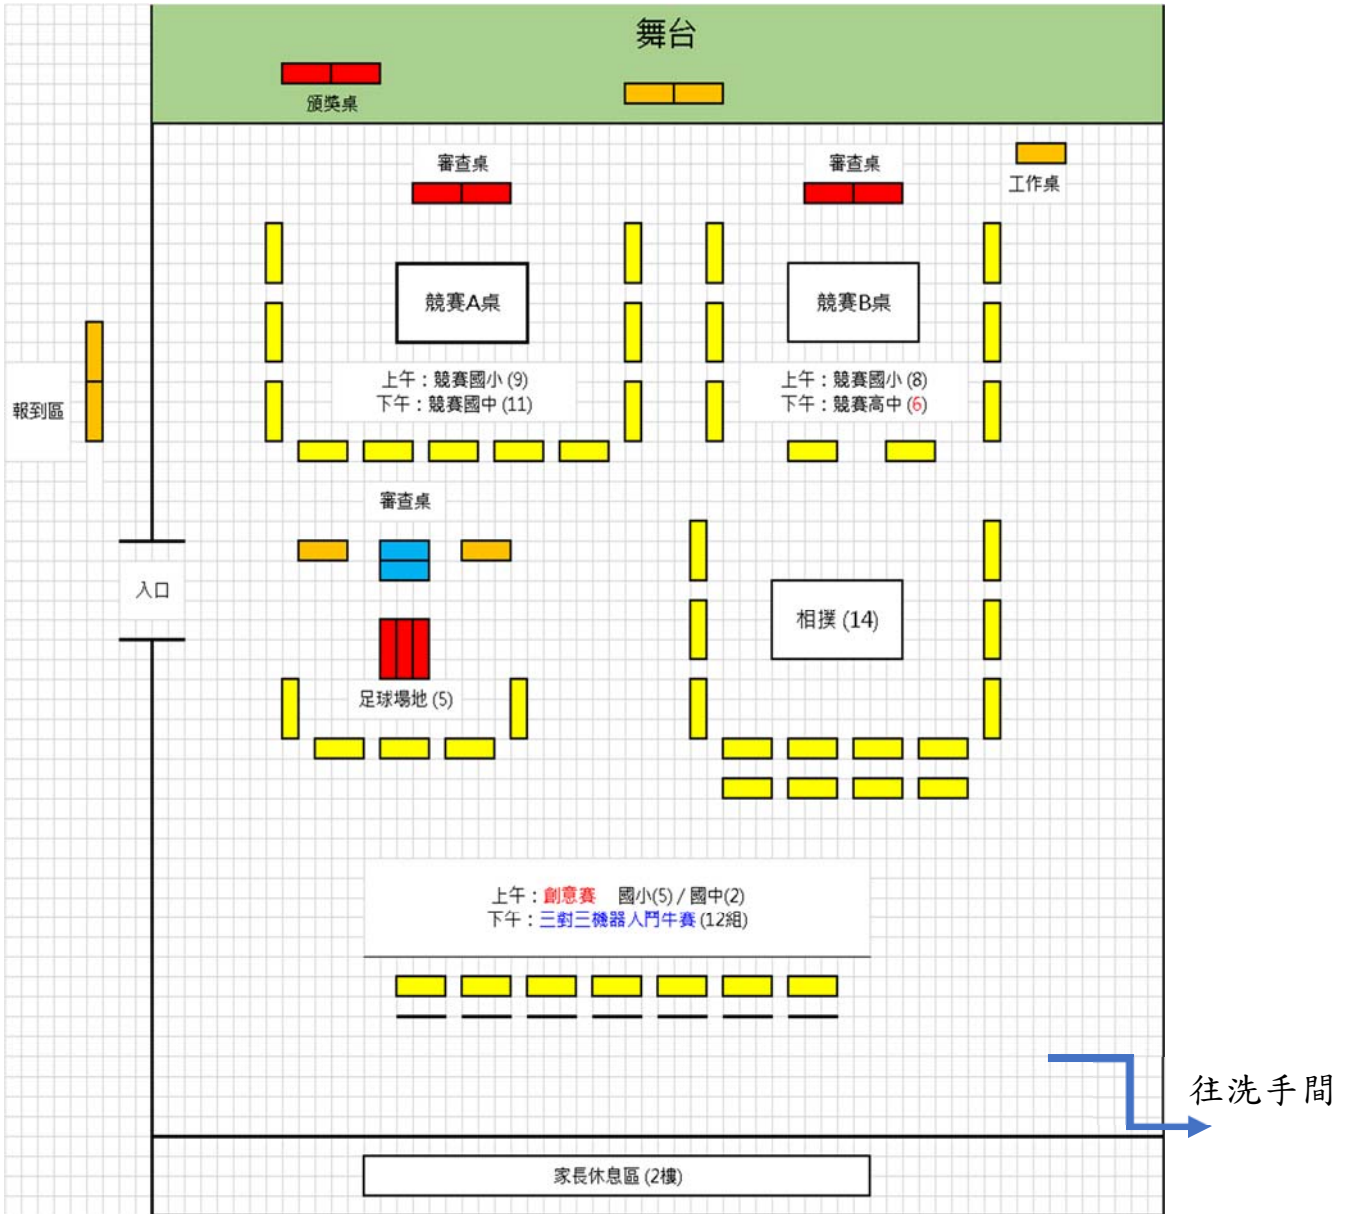 舞台
頒獎桌
審查桌
審查桌
工作桌
競賽A桌
競賽B桌
上午：競賽國小 (9)
下午：競賽國中 (11)
上午：競賽國小 (8)
下午：競賽高中 (6)
報到區
審查桌
入口
相撲 (14)
足球場地 (5)
上午：創意賽 國小(5) / 國中(2)
下午：三對三機器人鬥牛賽 (12組)
往洗手間
家長休息區 (2樓)